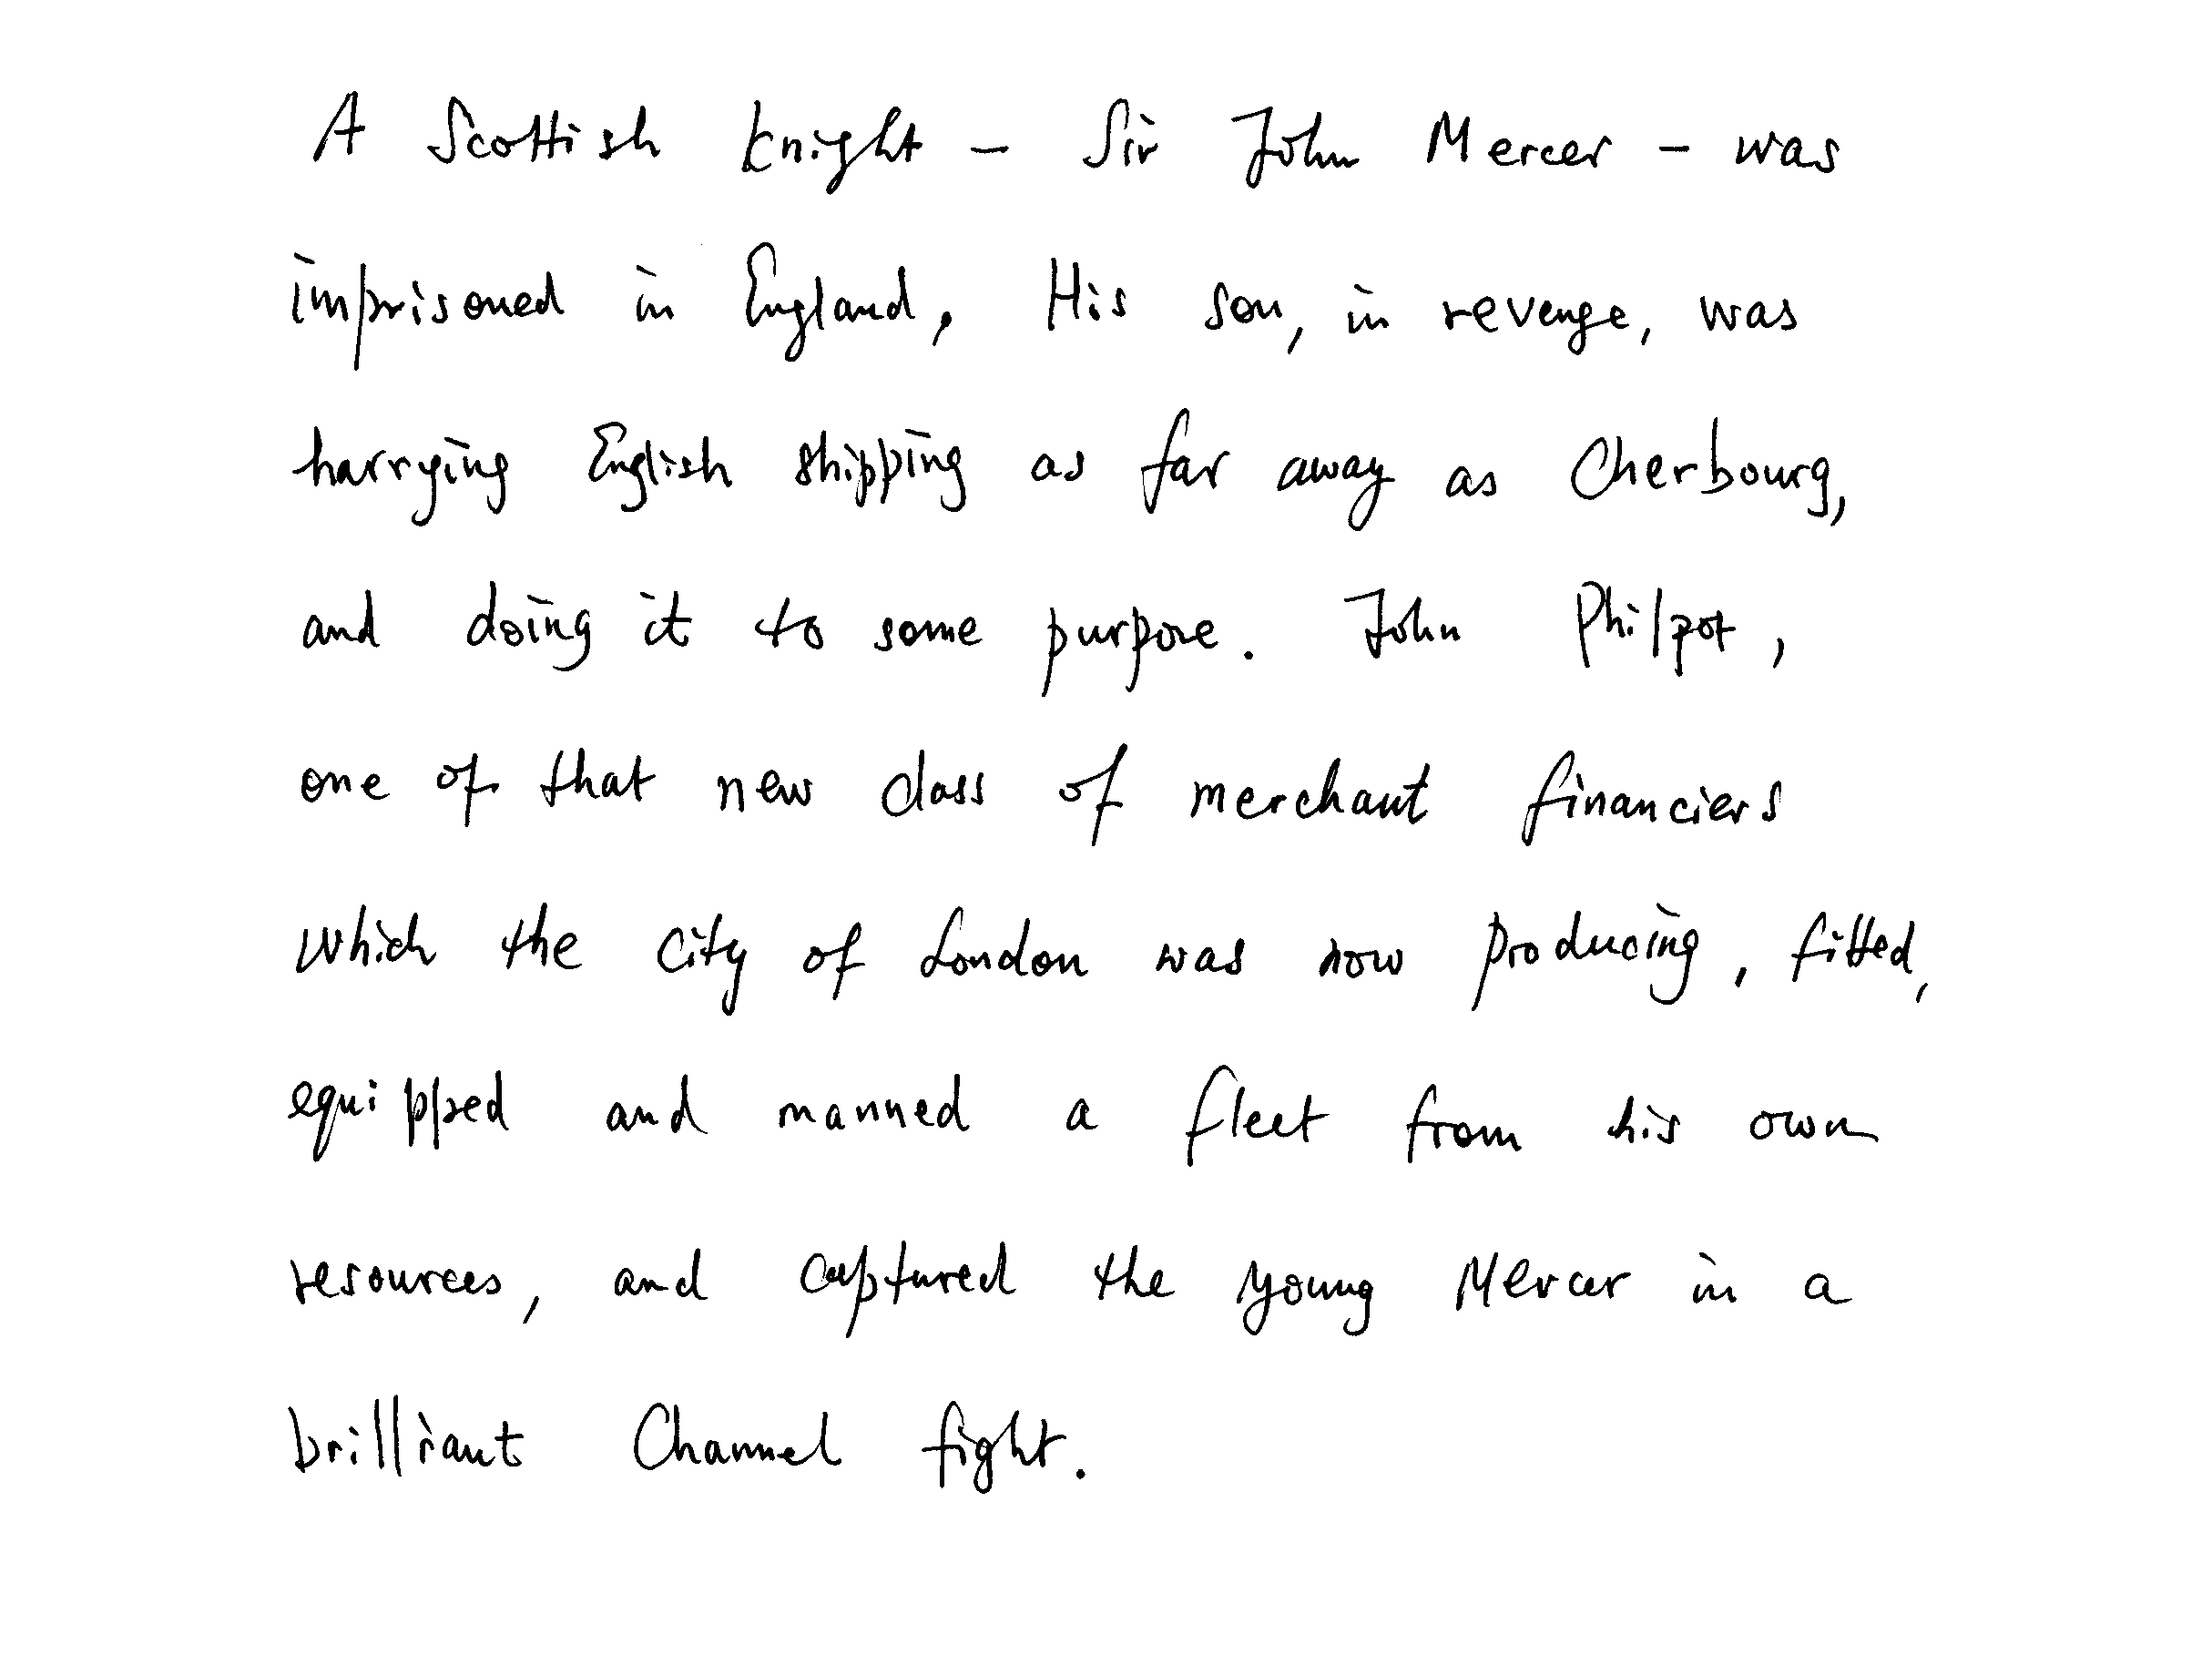 A Scottish knight - Sir John Mercer - was
imprisoned in England, His son, in revenge, was
harrying English shipping as far away as Cherbourg,
and doing it to some purpose. John Philpot,
one of that new class of merchant financiers
which the city of London was now producing, fitted,
equipped and manned a fleet from his own
resources, and captured the young Mercer in a
brilliant Channel fight.